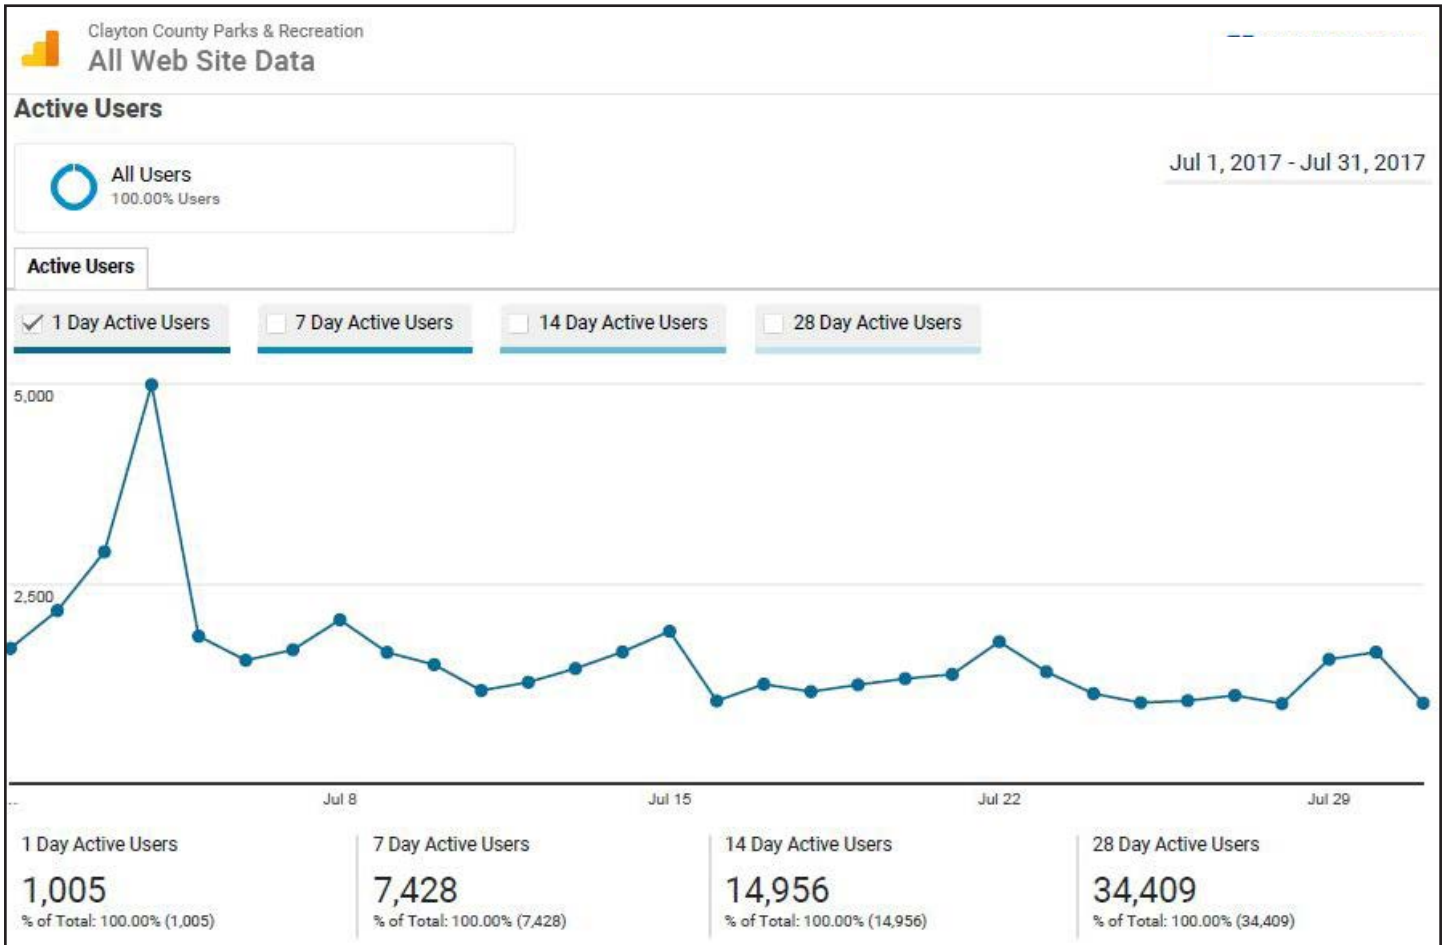 Clayton County Parks & Recreation
All Web Site Data
Active Users
All Users
100.00% Users
Jul 1, 2017 - Jul 31, 2017
Active Users
1 Day Active Users
7 Day Active Users
14 Day Active Users
28 Day Active Users
5,000
2,500
...
Jul 8
Jul 15
Jul 22
Jul 29
1 Day Active Users
7 Day Active Users
14 Day Active Users
28 Day Active Users
1,005
7,428
14,956
34,409
% of Total: 100.00% (1,005)
% of Total: 100.00% (7,428)
% of Total: 100.00% (14,956)
% of Total: 100.00% (34,409)